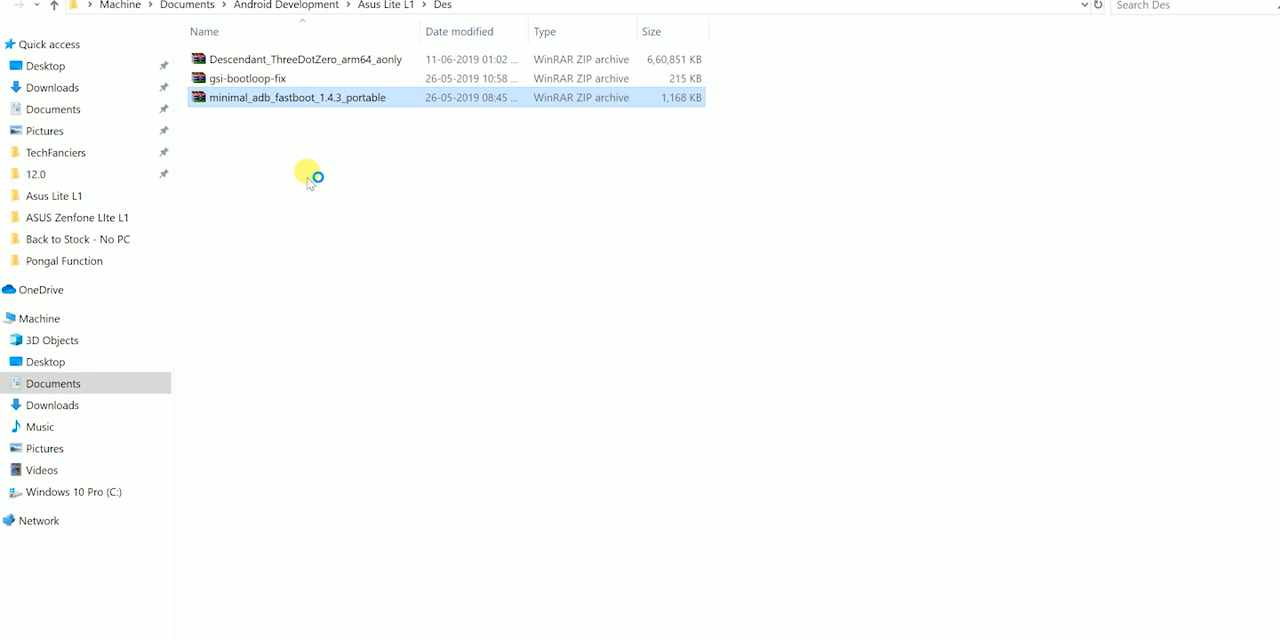 Machine > Documents > Android Development > Asus Lite L1 > Des
Search Des
Name Date modified Type Size
Descendant_ThreeDotZero_arm64_aonly 11-06-2019 01:02 ... WinRAR ZIP archive 6,60,851 KB
gsi-bootloop-fix 26-05-2019 10:58 ... WinRAR ZIP archive 215 KB
minimal_adb_fastboot_1.4.3_portable 26-05-2019 08:45 ... WinRAR ZIP archive 1,168 KB
Quick access
Desktop
Downloads
Documents
Pictures
TechFanciers
12.0
Asus Lite L1
ASUS Zenfone LIte L1
Back to Stock - No PC
Pongal Function
OneDrive
Machine
3D Objects
Desktop
Documents
Downloads
Music
Pictures
Videos
Windows 10 Pro (C:)
Network